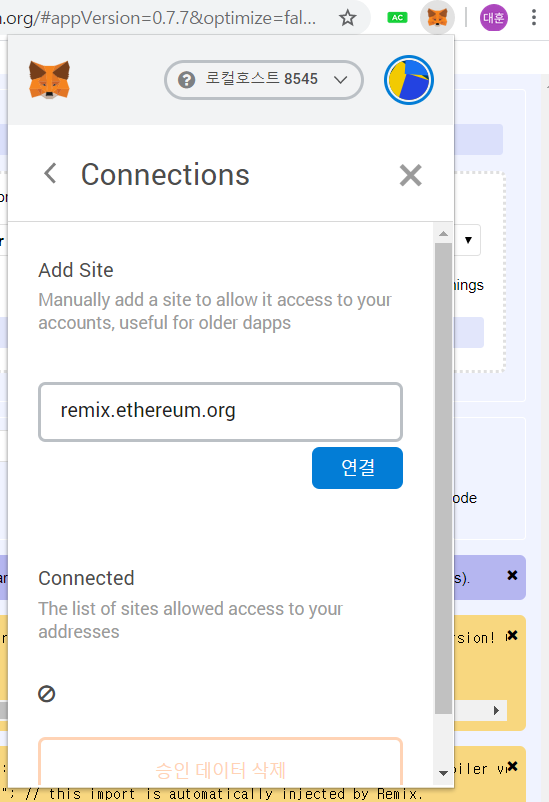 n.org/#appVersion=0.7.7&optimize=fal...
AC
대훈
? 로컬호스트 8545
Connections
Add Site
Manually add a site to allow it access to your
accounts, useful for older dapps
nings
remix.ethereum.org
연결
ode
Connected
s).
The list of sites allowed access to your
addresses
rsion!
승인 데이터 삭제
piler v
"; // this import is automatically injected by Remix.